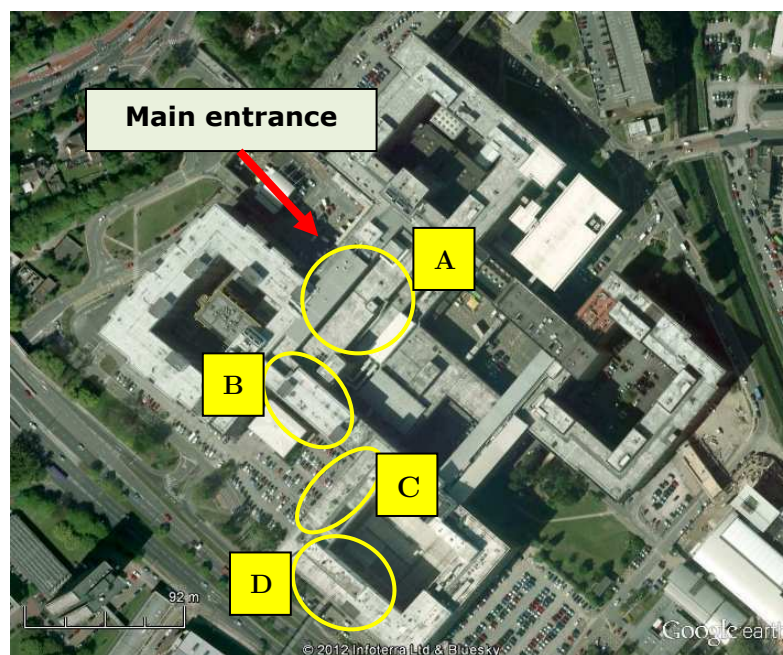 Main entrance
A
B
C
D
92 m
Google earth
© 2012 Infoterra Ltd & Bluesky